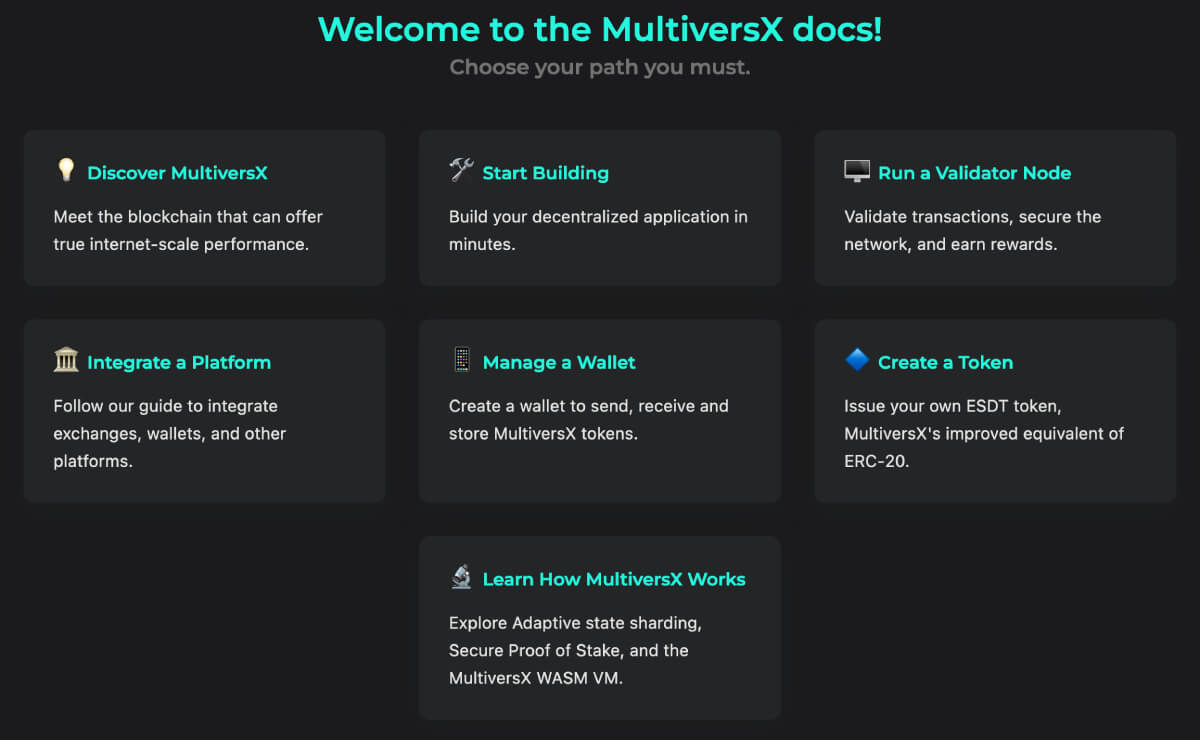 Welcome to the MultiversX docs!
Choose your path you must.
Discover MultiversX
Meet the blockchain that can offer
true internet-scale performance.
Start Building
Build your decentralized application in
minutes.
Run a Validator Node
Validate transactions, secure the
network, and earn rewards.
Integrate a Platform
Follow our guide to integrate
exchanges, wallets, and other
platforms.
Manage a Wallet
Create a wallet to send, receive and
store MultiversX tokens.
Create a Token
Issue your own ESDT token,
MultiversX's improved equivalent of
ERC-20.
Learn How MultiversX Works
Explore Adaptive state sharding,
Secure Proof of Stake, and the
MultiversX WASM VM.